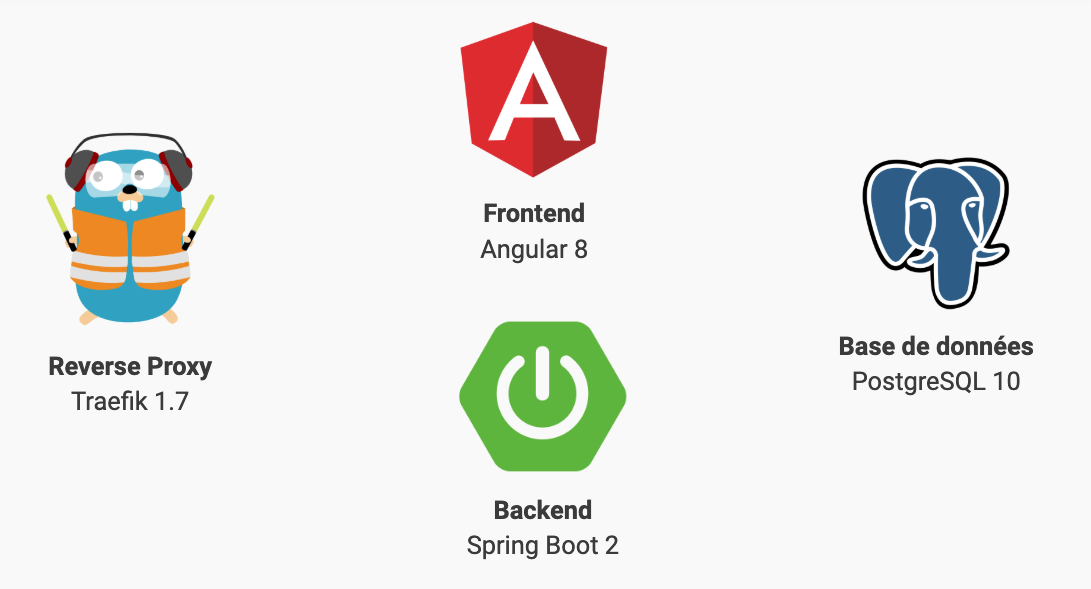 Reverse Proxy
Traefik 1.7
Frontend
Angular 8
Backend
Spring Boot 2
Base de données
PostgreSQL 10